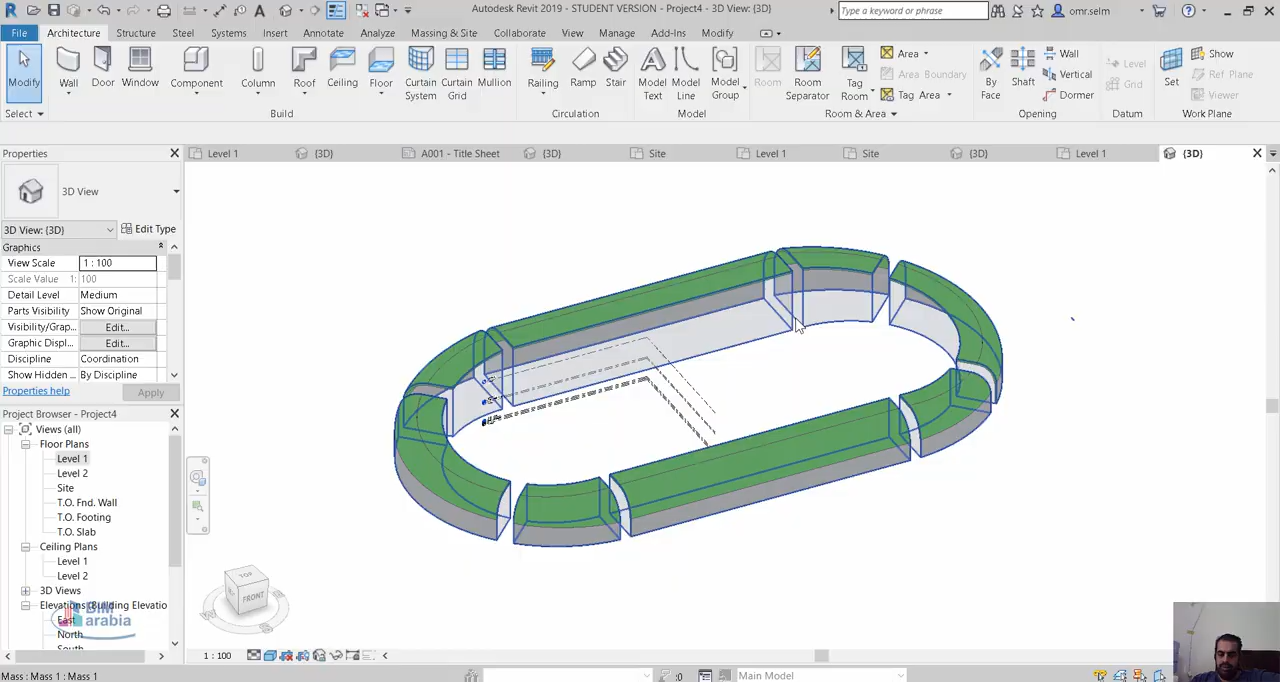 Autodesk Revit 2019 - STUDENT VERSION - Project4 - 3D View: {3D}
Type a keyword or phrase
omr.selm
File Architecture Structure Steel Systems Insert Annotate Analyze Massing & Site Collaborate View Manage Add-Ins Modify
Modify Wall Door Window Component Column Roof Ceiling Floor Curtain System Curtain Grid Mullion Railing Ramp Stair Model Text Model Line Model Group Room Room Separator Tag Room Area Area Boundary Tag Area By Face Shaft Wall Vertical Dormer Level Grid Set Show Ref Plane Viewer
Select Build Circulation Model Room & Area Opening Datum Work Plane
Properties
Level 1 {3D} A001 - Title Sheet {3D} Site Level 1 Site {3D} Level 1 {3D}
3D View
3D View: {3D} Edit Type
Graphics
View Scale 1 : 100
Scale Value 1: 100
Detail Level Medium
Parts Visibility Show Original
Visibility/Grap... Edit...
Graphic Displ... Edit...
Discipline Coordination
Show Hidden ... By Discipline
Properties help Apply
Project Browser - Project4
Views (all)
Floor Plans
Level 1
Level 2
Site
T.O. Fnd. Wall
T.O. Footing
T.O. Slab
Ceiling Plans
Level 1
Level 2
3D Views
Elevations (Building Elevatio
East
North
South
BIM arabia
TOP
FRONT
1 : 100
Mass : Mass 1 : Mass 1
:0
Main Model